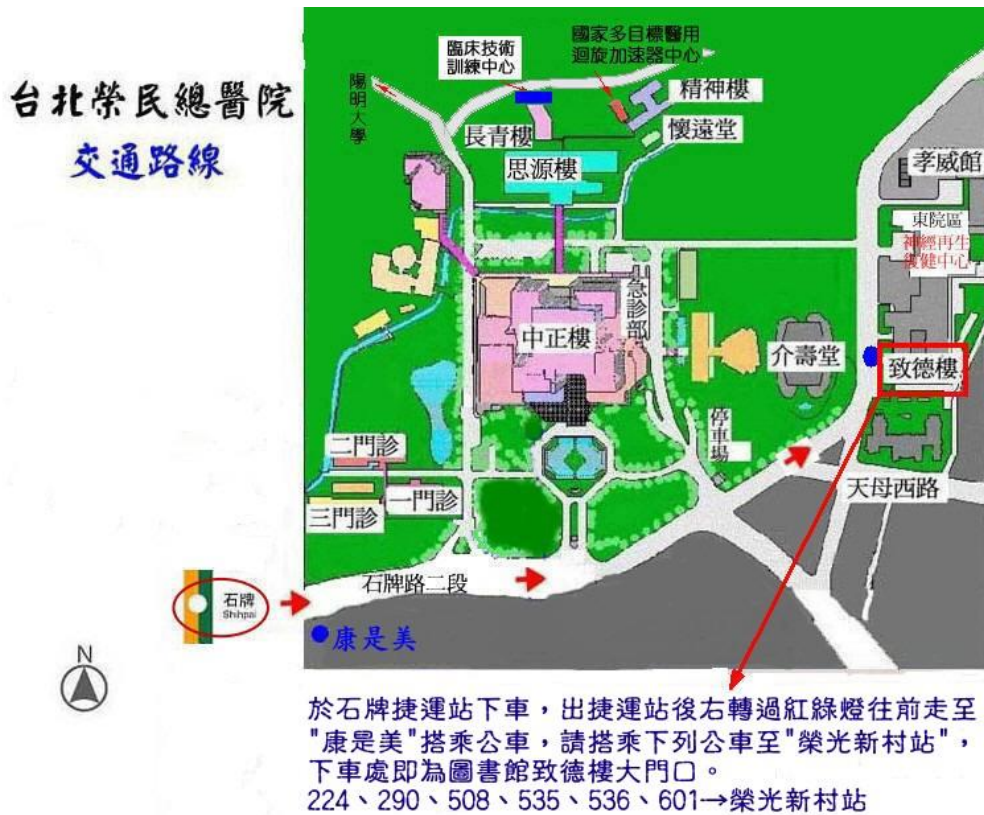 台北榮民總醫院
交通路線
陽明大學
臨床技術
訓練中心
國家多目標醫用
迴旋加速器中心
精神樓
長青樓
懷遠堂
思源樓
孝威館
東院區
神經再生
復健中心
急診部
中正樓
介壽堂
致德樓
停車場
二門診
一門診
三門診
天母西路
石牌路二段
石牌
Shihpai
康是美
N
於石牌捷運站下車，出捷運站後右轉過紅綠燈往前走至
"康是美"搭乘公車，請搭乘下列公車至"榮光新村站"，
下車處即為圖書館致德樓大門口。
224、290、508、535、536、601→榮光新村站